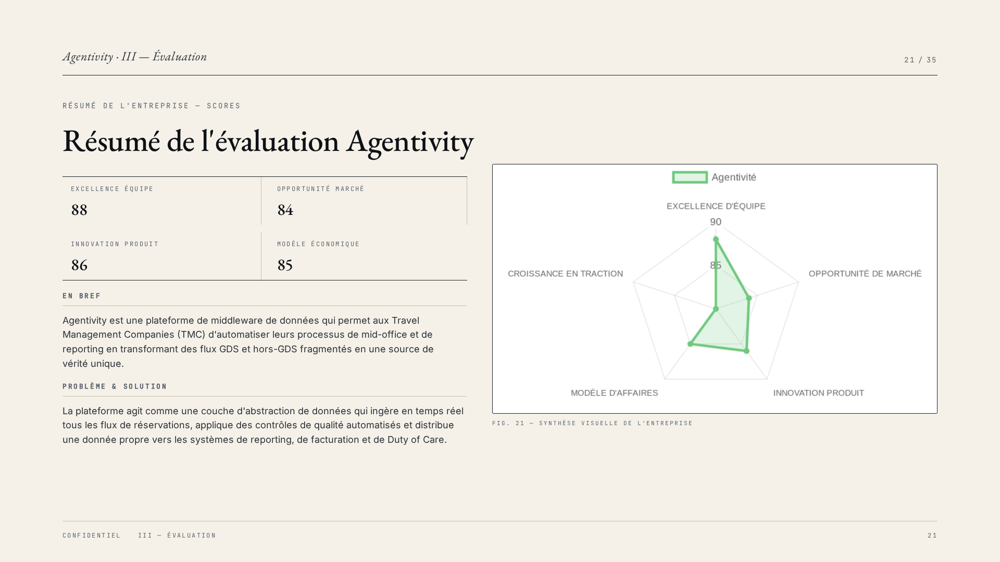 Agentivity · III — Évaluation
21 / 35
RÉSUMÉ DE L'ENTREPRISE — SCORES
Résumé de l'évaluation Agentivity
EXCELLENCE ÉQUIPE
88
OPPORTUNITÉ MARCHÉ
84
INNOVATION PRODUIT
86
MODÈLE ÉCONOMIQUE
85
EN BREF
Agentivity est une plateforme de middleware de données qui permet aux Travel
Management Companies (TMC) d'automatiser leurs processus de mid-office et de
reporting en transformant des flux GDS et hors-GDS fragmentés en une source de
vérité unique.
PROBLÈME & SOLUTION
La plateforme agit comme une couche d'abstraction de données qui ingère en temps réel
tous les flux de réservations, applique des contrôles de qualité automatisés et distribue
une donnée propre vers les systèmes de reporting, de facturation et de Duty of Care.
Agentivité
EXCELLENCE D'ÉQUIPE
90
85
CROISSANCE EN TRACTION
OPPORTUNITÉ DE MARCHÉ
MODÈLE D'AFFAIRES
INNOVATION PRODUIT
FIG. 21 — SYNTHÈSE VISUELLE DE L'ENTREPRISE
CONFIDENTIEL
III — ÉVALUATION
21